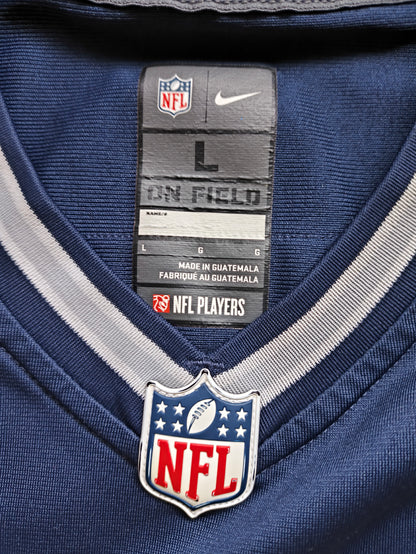 NFL
L
ON FIELD
NAME/#
L G G
MADE IN GUATEMALA
FABRIQUÉ AU GUATEMALA
NFL PLAYERS
NFL